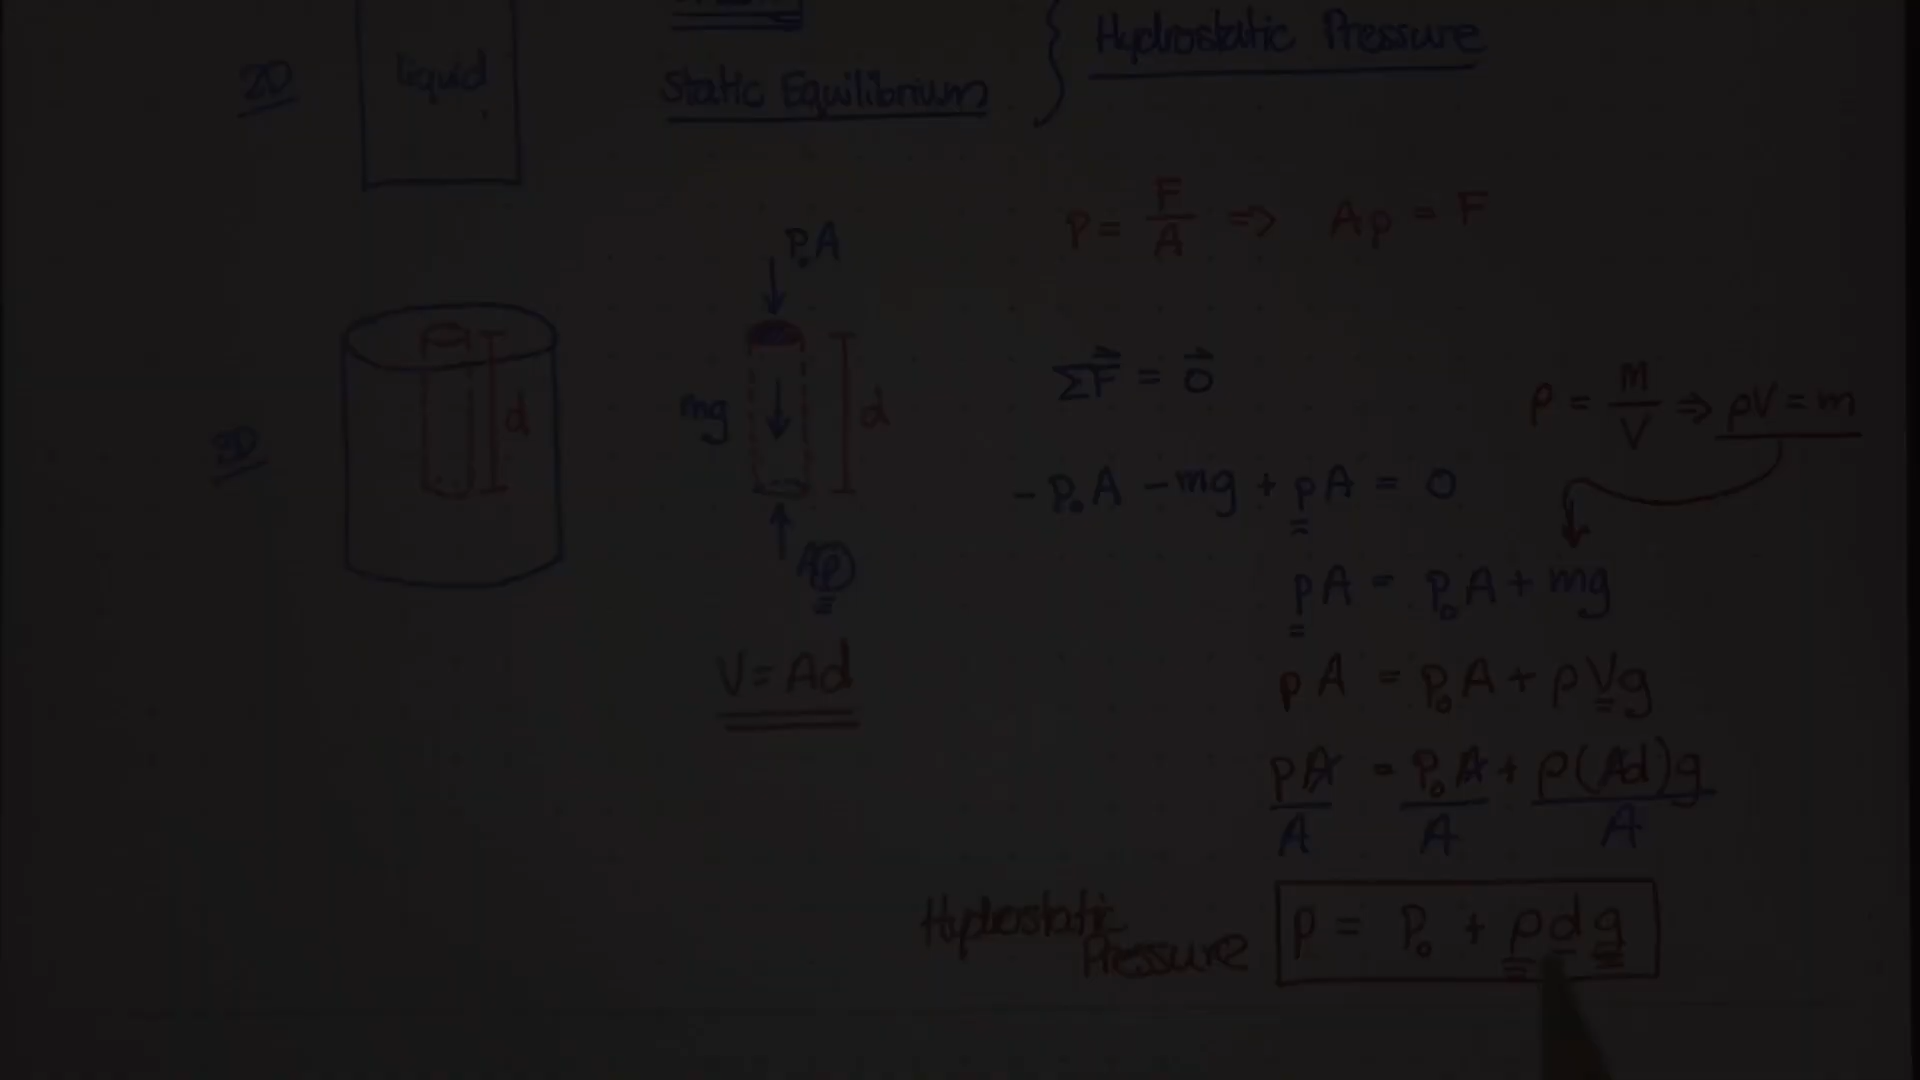 2D
liquid
Static Equilibrium
Hydrostatic Pressure
p = F/A ⇒ Ap = F
p₀A
mg
d
Ap
V = Ad
3D
d
ΣF⃗ = 0⃗
ρ = m/V ⇒ ρV = m
- p₀A - mg + pA = 0
pA = p₀A + mg
pA = p₀A + ρVg
pA/A = p₀A/A + ρ(Ad)g/A
Hydrostatic
Pressure
p = p₀ + ρdg